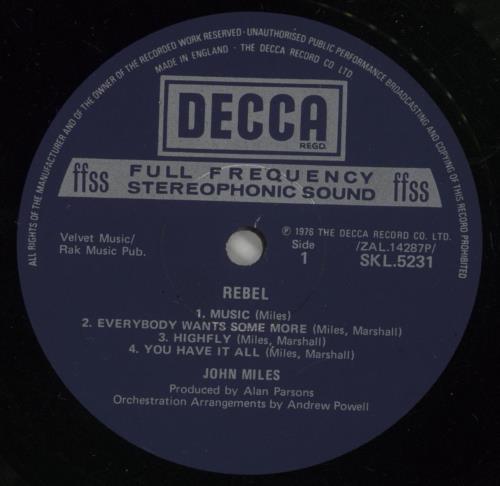 ALL RIGHTS OF THE MANUFACTURER AND OF THE OWNER OF THE RECORDED WORK RESERVED · UNAUTHORISED PUBLIC PERFORMANCE BROADCASTING AND COPYING OF THIS RECORD PROHIBITED
MADE IN ENGLAND · THE DECCA RECORD CO LTD
DECCA
REGD.
ffss FULL FREQUENCY STEREOPHONIC SOUND ffss
Velvet Music/
Rak Music Pub.
℗ 1976 THE DECCA RECORD CO. LTD.
Side /ZAL.14287P/
1 SKL.5231
REBEL
1. MUSIC (Miles)
2. EVERYBODY WANTS SOME MORE (Miles, Marshall)
3. HIGHFLY (Miles, Marshall)
4. YOU HAVE IT ALL (Miles, Marshall)
JOHN MILES
Produced by Alan Parsons
Orchestration Arrangements by Andrew Powell